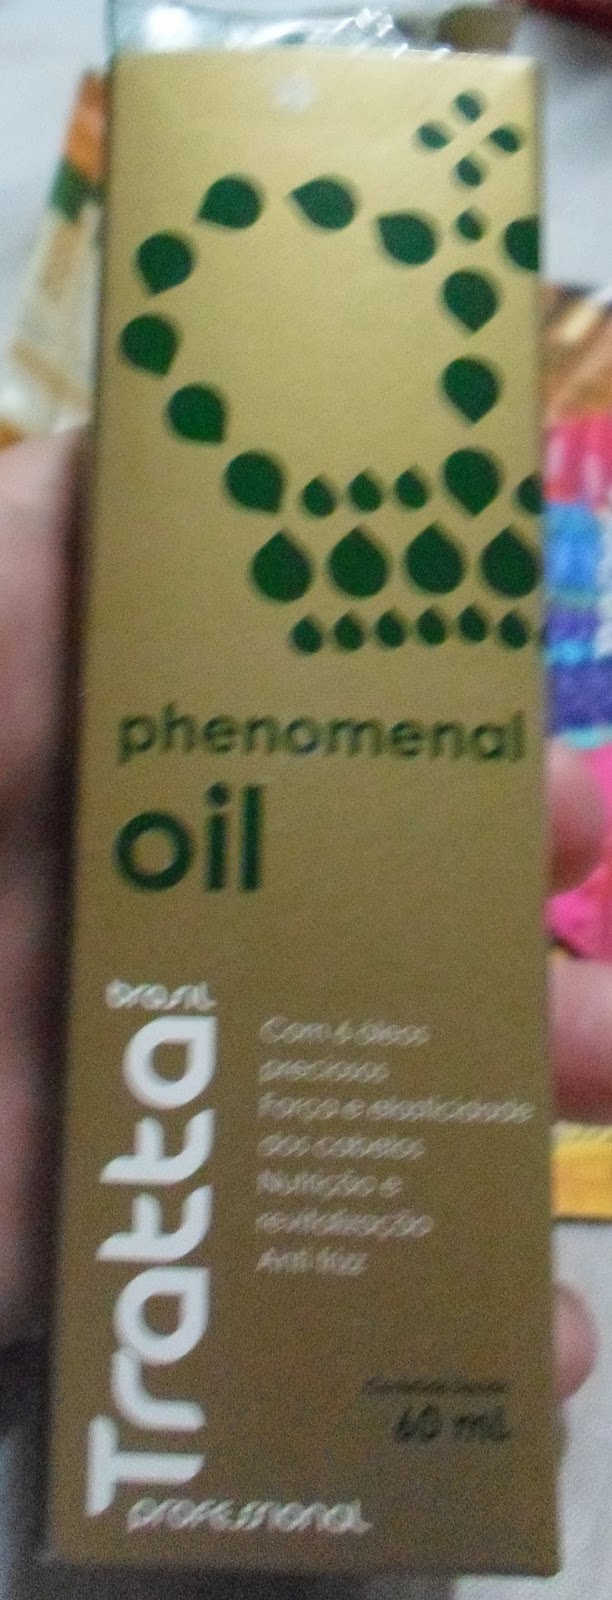 phenomenal
oil
Tratta
brasil
professional
Com 6 óleos
preciosos
Força e elasticidade
dos cabelos
Nutrição e
revitalização
Anti frizz
60 mL